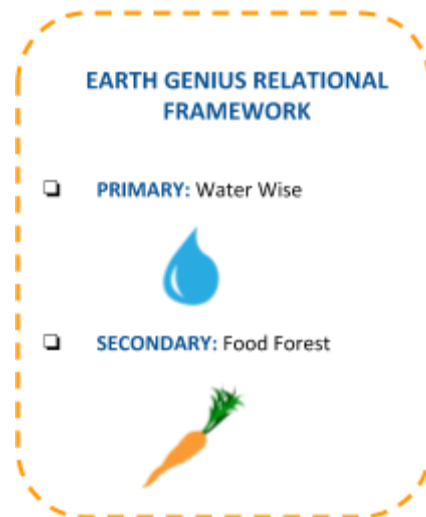 EARTH GENIUS RELATIONAL
FRAMEWORK
❏ PRIMARY: Water Wise
❏ SECONDARY: Food Forest